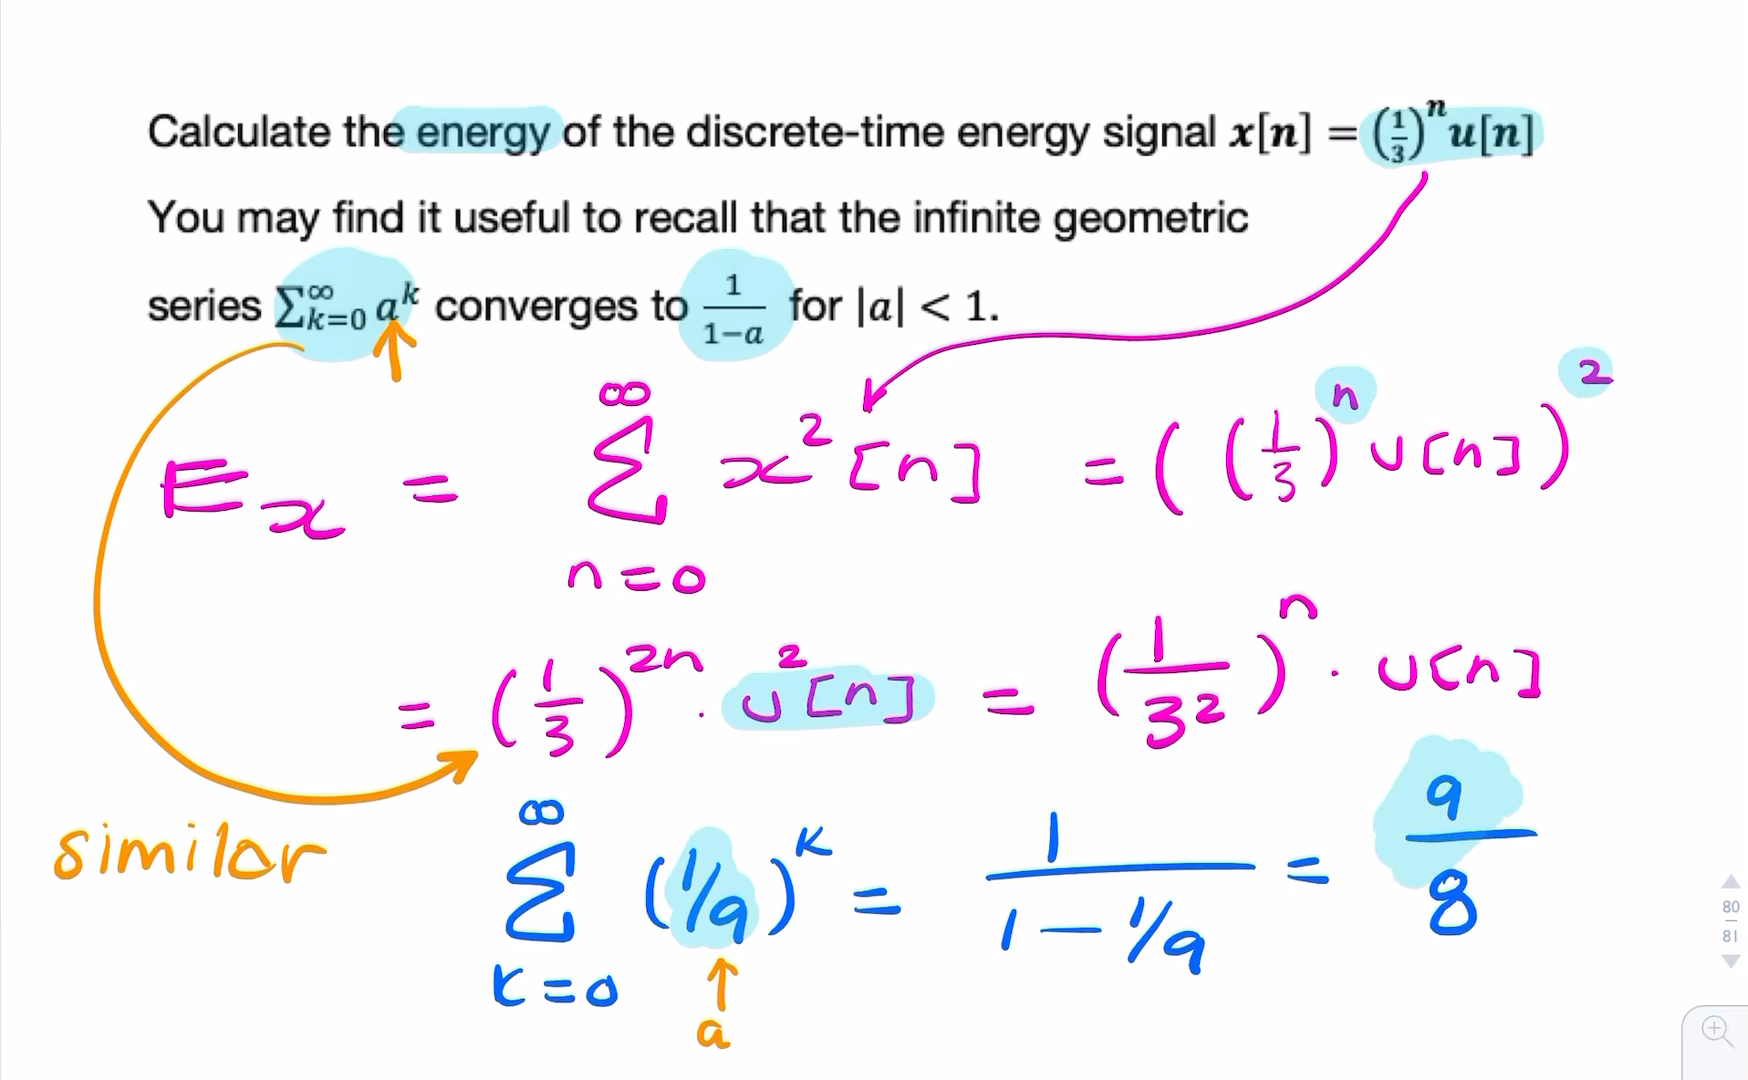 Calculate the energy of the discrete-time energy signal x[n] = (1/3)^n u[n]
You may find it useful to recall that the infinite geometric
series ∑_{k=0}^{∞} a^k converges to 1/(1−a) for |a| < 1.
E_x = ∑_{n=0}^{∞} x²[n] = ((1/3)^n u[n])²
= (1/3)^{2n} · u²[n] = (1/3²)^n · u[n]
similar
∑_{k=0}^{∞} (1/9)^k = 1/(1 − 1/9) = 9/8
a
80
81